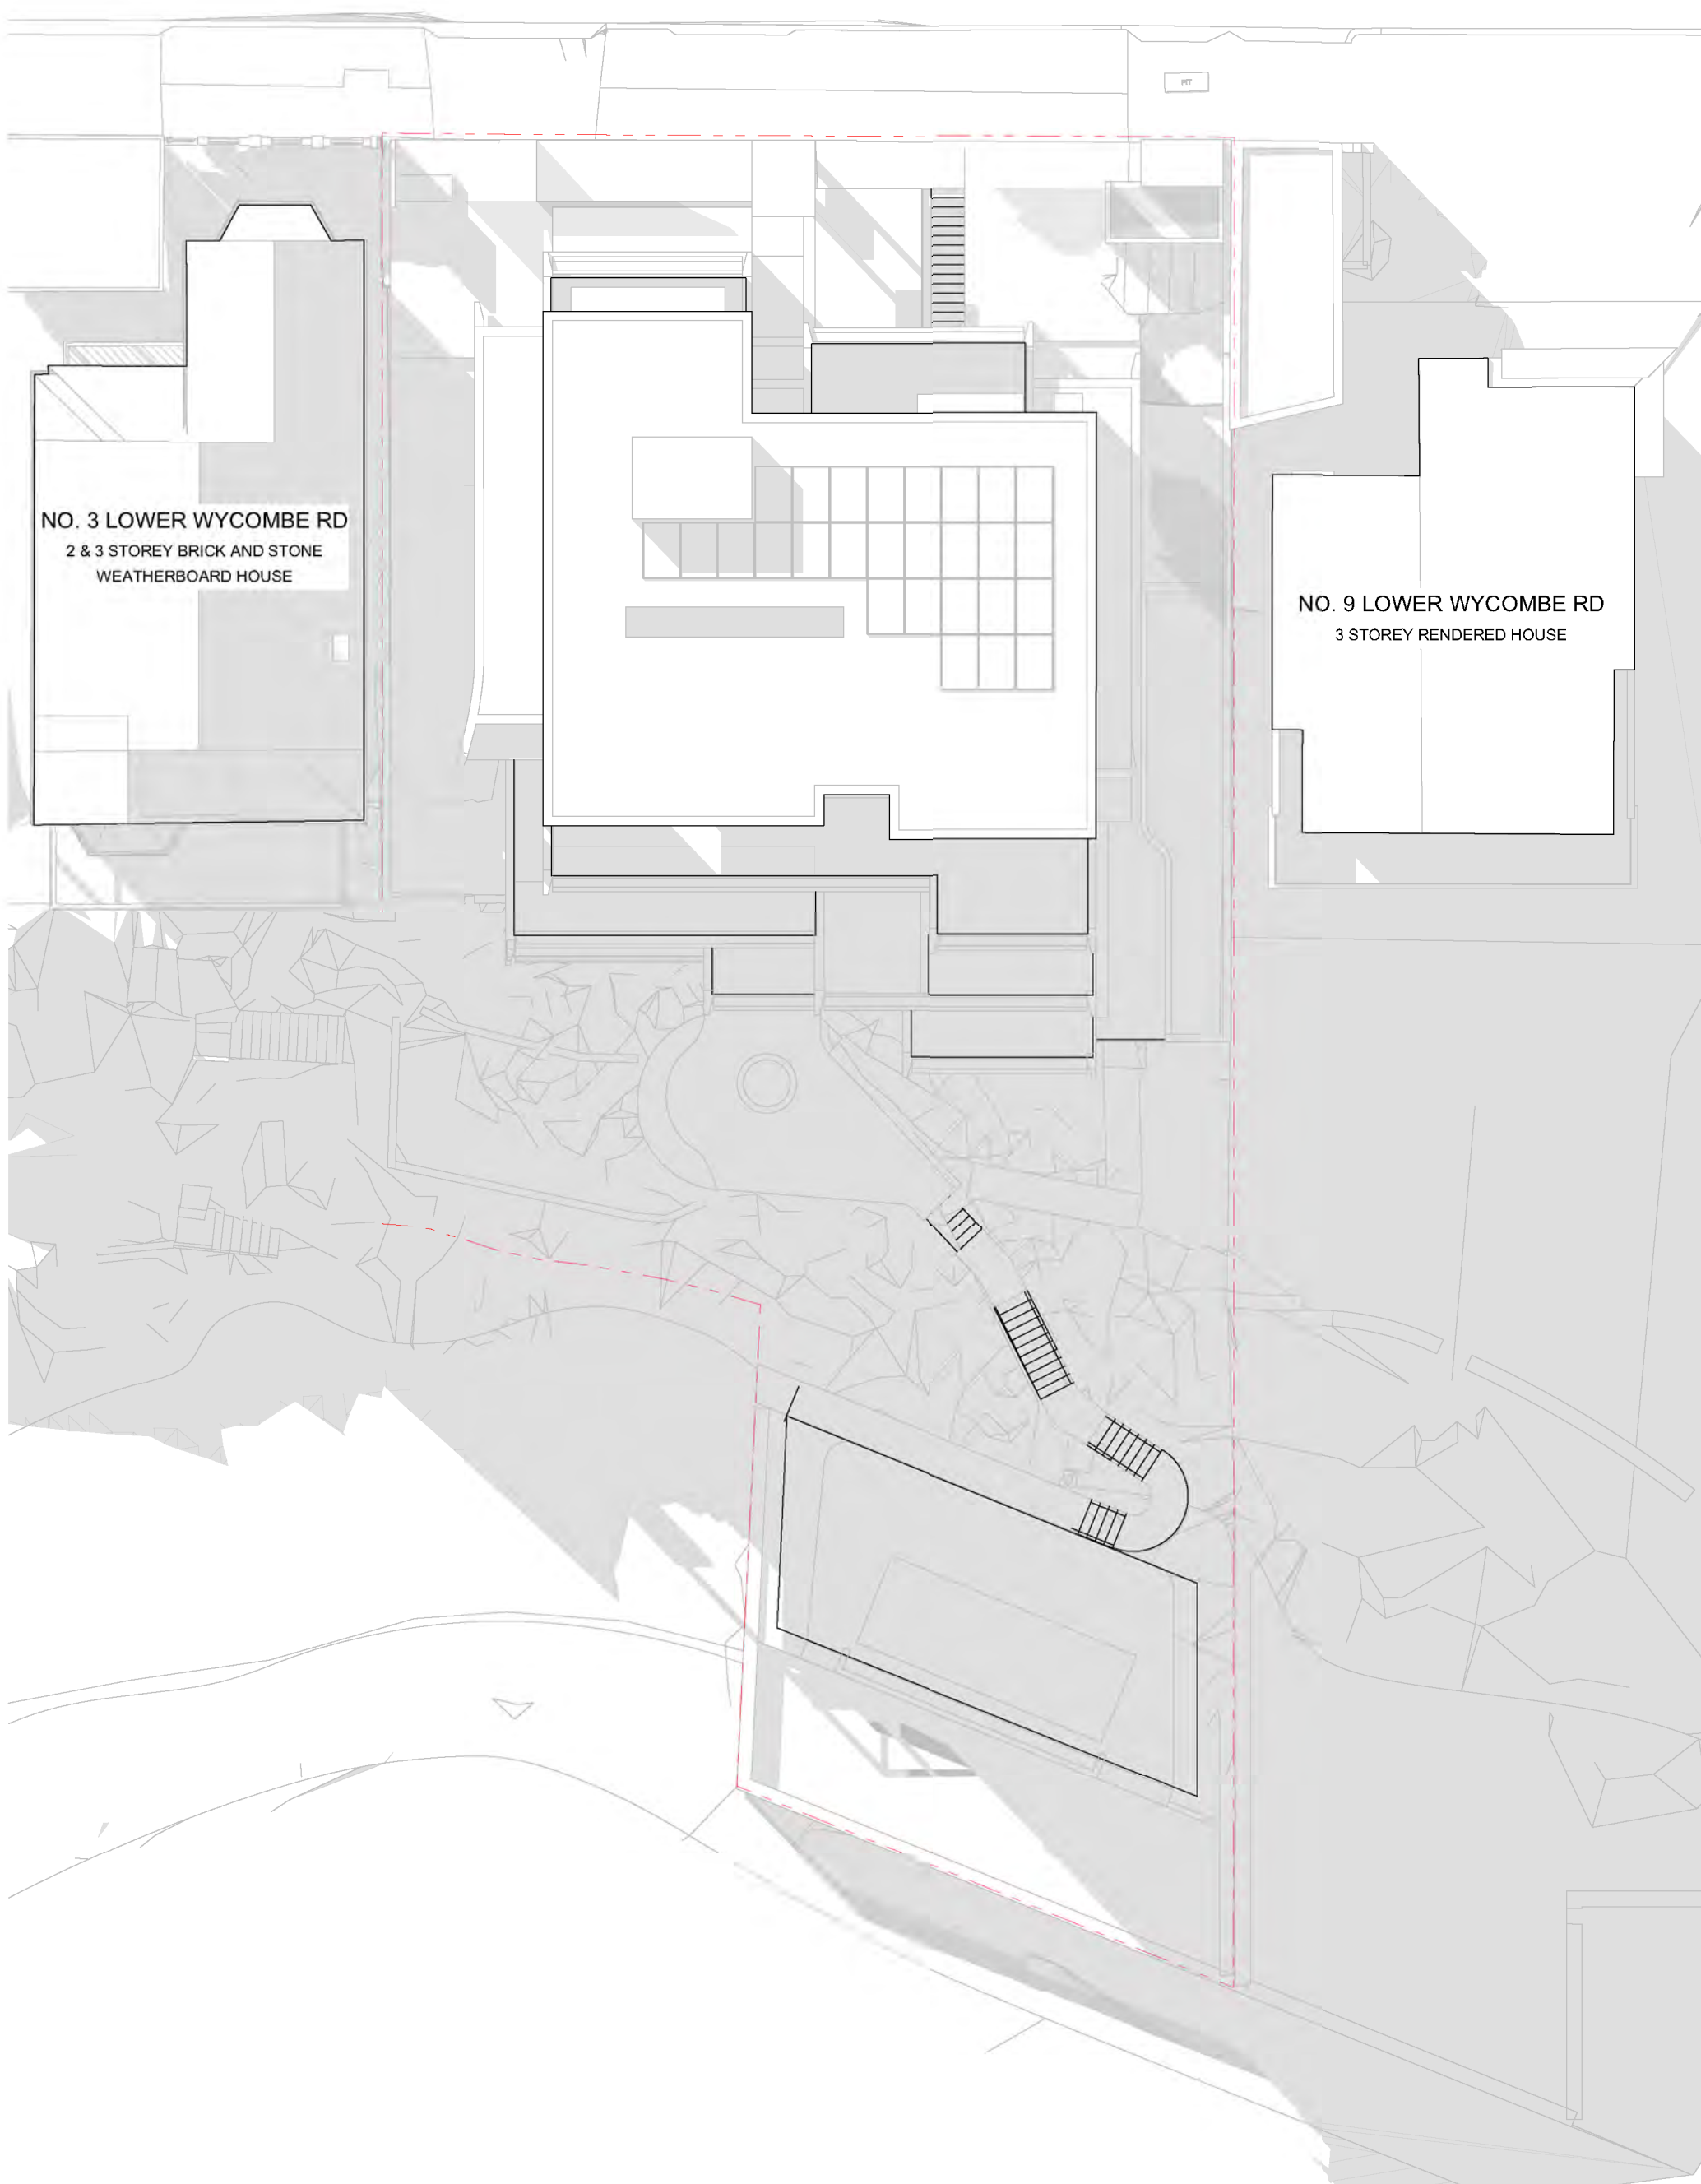 PIT
NO. 3 LOWER WYCOMBE RD
2 & 3 STOREY BRICK AND STONE
WEATHERBOARD HOUSE
NO. 9 LOWER WYCOMBE RD
3 STOREY RENDERED HOUSE